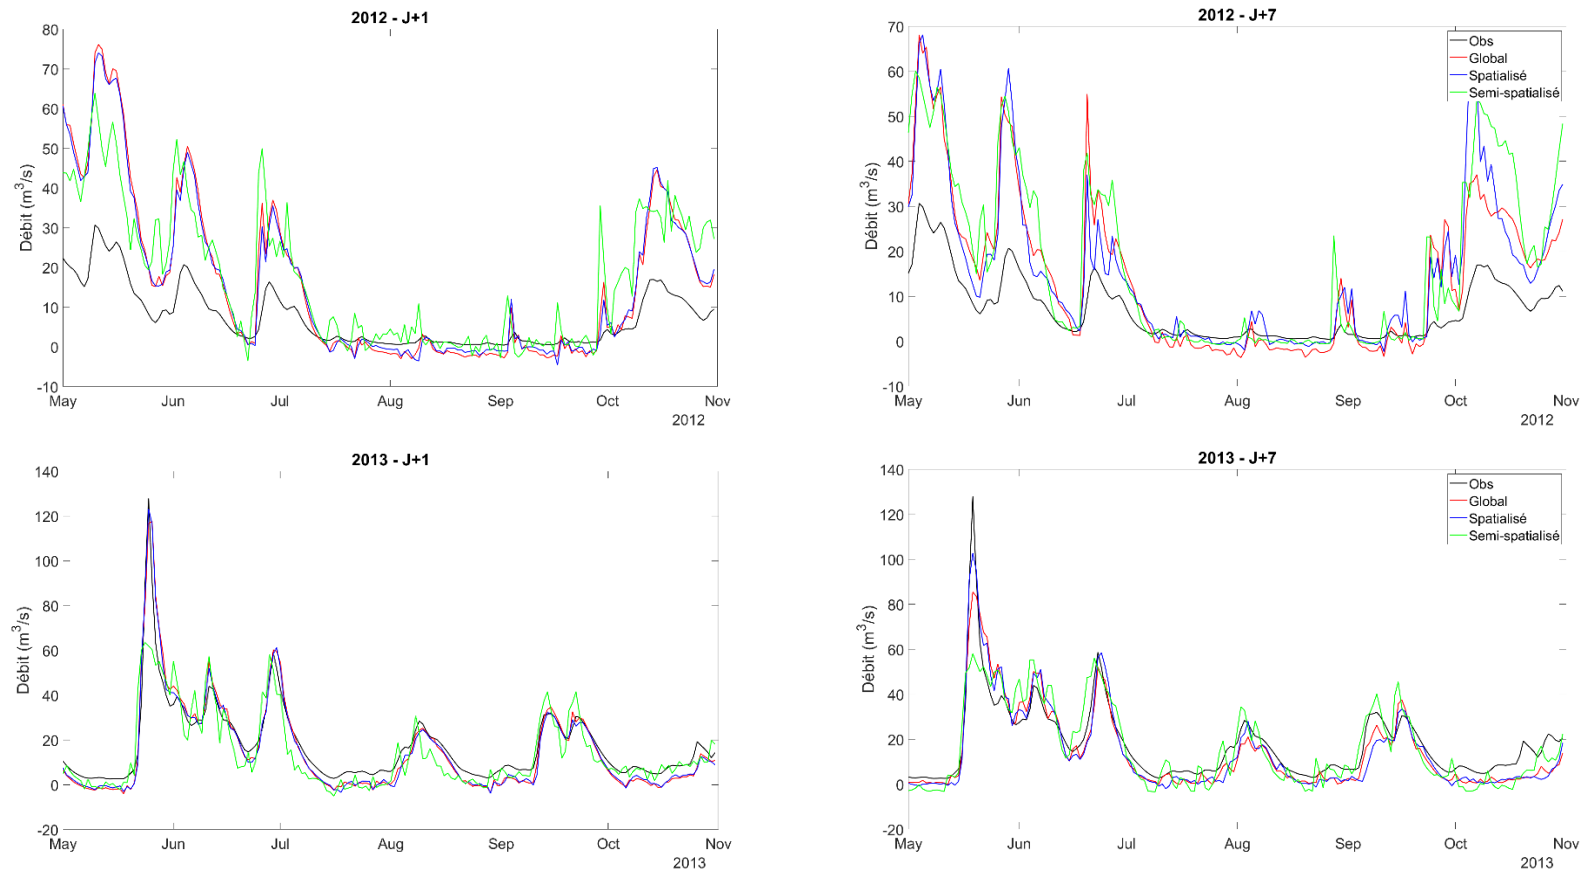 2012 - J+1
80
70
60
50
40
30
20
10
0
-10
Débit (m³/s)
May Jun Jul Aug Sep Oct Nov
2012
2012 - J+7
70
60
50
40
30
20
10
0
-10
Débit (m³/s)
Obs
Global
Spatialisé
Semi-spatialisé
May Jun Jul Aug Sep Oct Nov
2012
2013 - J+1
140
120
100
80
60
40
20
0
-20
Débit (m³/s)
May Jun Jul Aug Sep Oct Nov
2013
2013 - J+7
140
120
100
80
60
40
20
0
-20
Débit (m³/s)
Obs
Global
Spatialisé
Semi-spatialisé
May Jun Jul Aug Sep Oct Nov
2013